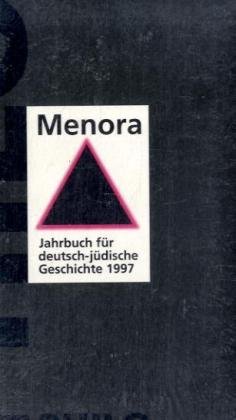 Menora
Jahrbuch für
deutsch-jüdische
Geschichte 1997